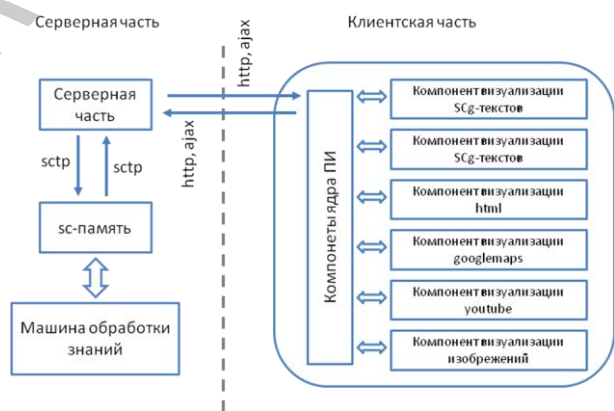 Серверная часть
Клиентская часть
http, ajax
http, ajax
Серверная
часть
sctp
sctp
sc-память
Машина обработки
знаний
Компонеты ядра ПИ
Компонент визуализации
SCg-текстов
Компонент визуализации
SCg-текстов
Компонент визуализации
html
Компонент визуализации
googlemaps
Компонент визуализации
youtube
Компонент визуализации
изобрежений